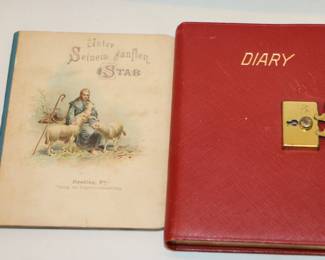 Unter
Seinem sanften
Stab
Reading, Pa.
DIARY